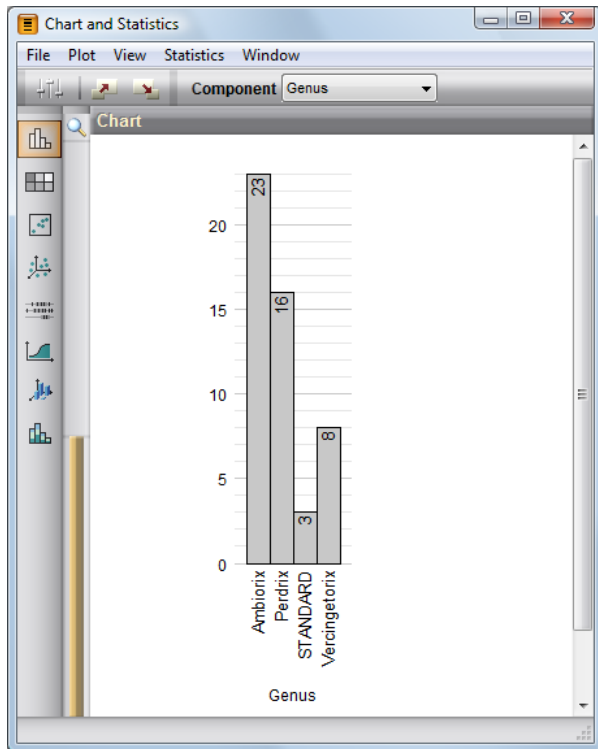 Chart and Statistics
File Plot View Statistics Window
Component Genus
Chart
23
20
16
15
10
8
5
3
0
Ambiorix
Perdrix
STANDARD
Vercingetorix
Genus